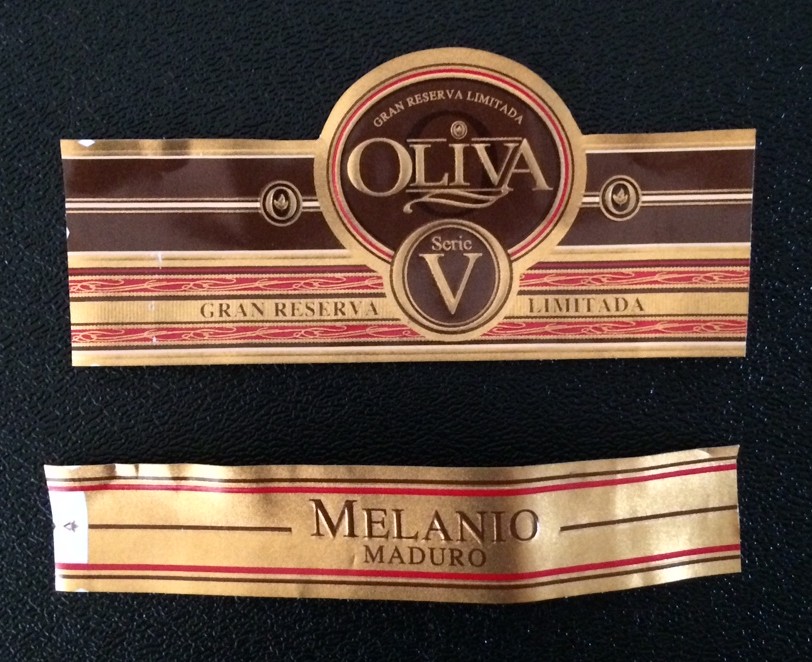 GRAN RESERVA LIMITADA
OLIVA
Serie
V
GRAN RESERVA LIMITADA
MELANIO
MADURO